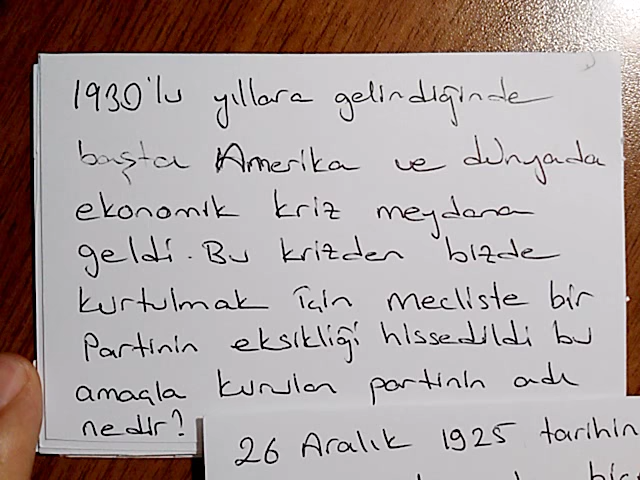 1930'lu yıllara gelindiğinde
başta Amerika ve dünyada
ekonomik kriz meydana
geldi. Bu krizden bizde
kurtulmak için mecliste bir
Partinin eksikliği hissedildi bu
amaçla kurulan partinin adı
nedir?
26 Aralık 1925 tarihin